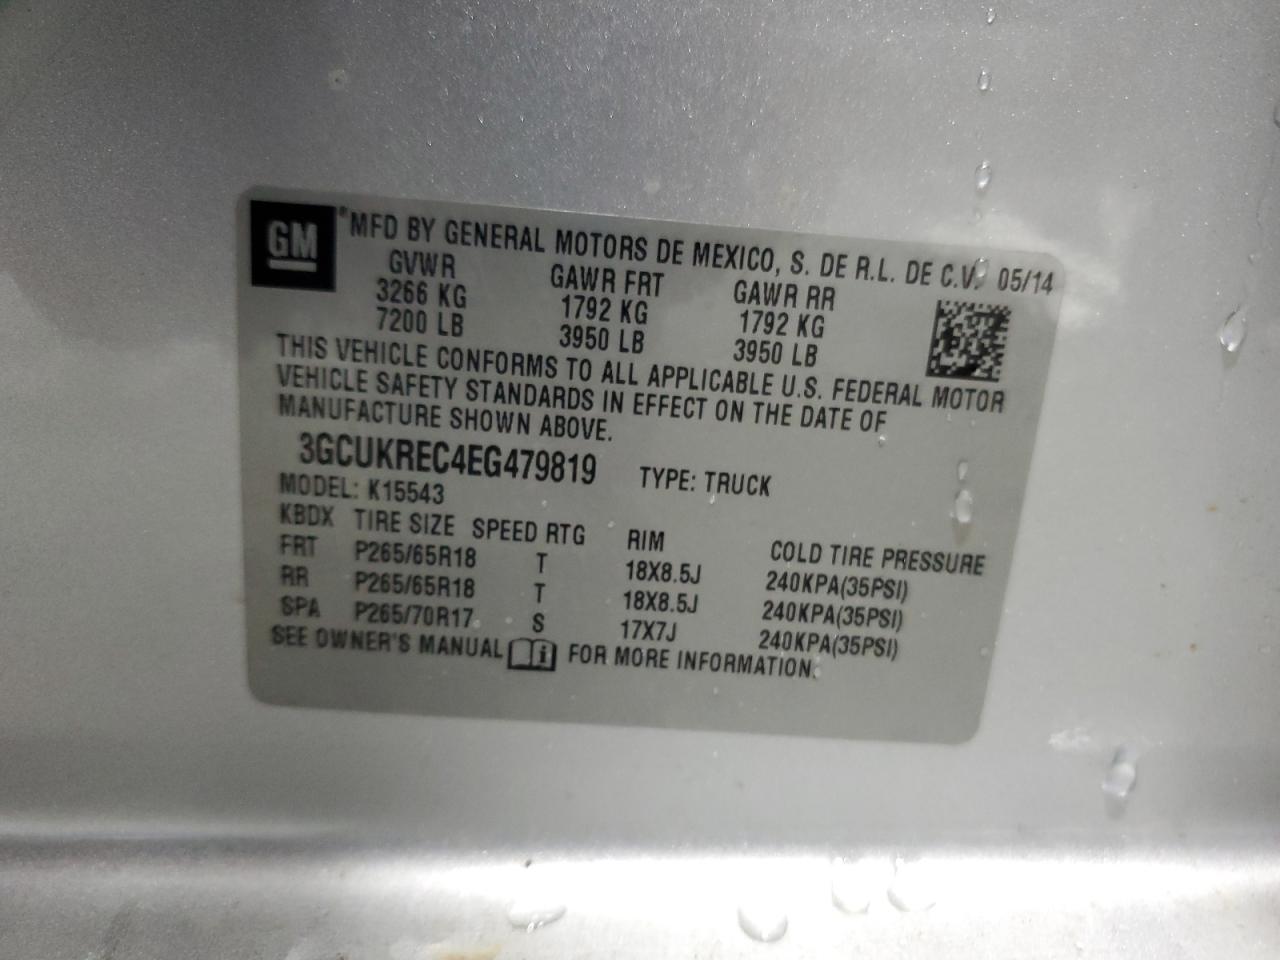 GM ® MFD BY GENERAL MOTORS DE MEXICO, S. DE R.L. DE C.V. 05/14
GVWR GAWR FRT GAWR RR
3266 KG 1792 KG 1792 KG
7200 LB 3950 LB 3950 LB
THIS VEHICLE CONFORMS TO ALL APPLICABLE U.S. FEDERAL MOTOR
VEHICLE SAFETY STANDARDS IN EFFECT ON THE DATE OF
MANUFACTURE SHOWN ABOVE.
3GCUKREC4EG479819 TYPE: TRUCK
MODEL: K15543
KBDX TIRE SIZE SPEED RTG RIM COLD TIRE PRESSURE
FRT P265/65R18 T 18X8.5J 240KPA(35PSI)
RR P265/65R18 T 18X8.5J 240KPA(35PSI)
SPA P265/70R17 S 17X7J 240KPA(35PSI)
SEE OWNER'S MANUAL FOR MORE INFORMATION.